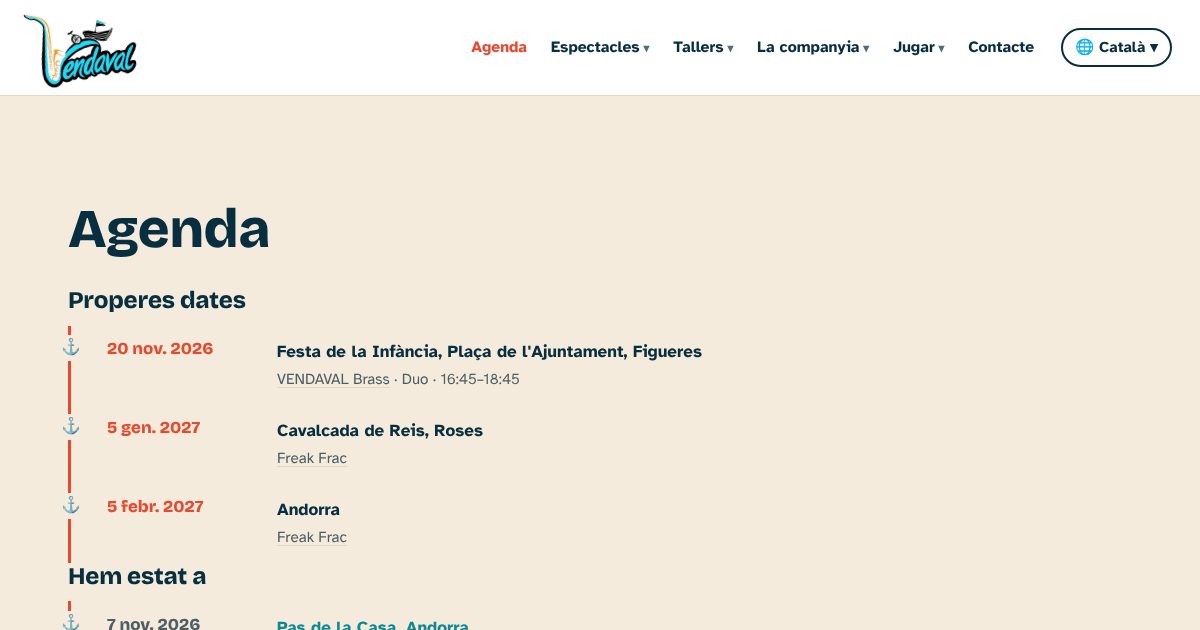 Vendaval
Agenda Espectacles ▾ Tallers ▾ La companyia ▾ Jugar ▾ Contacte 🌐 Català ▾
Agenda
Properes dates
⚓ 20 nov. 2026 Festa de la Infància, Plaça de l'Ajuntament, Figueres
VENDAVAL Brass · Duo · 16:45–18:45
⚓ 5 gen. 2027 Cavalcada de Reis, Roses
Freak Frac
⚓ 5 febr. 2027 Andorra
Freak Frac
Hem estat a
⚓ 7 nov. 2026 Pas de la Casa, Andorra